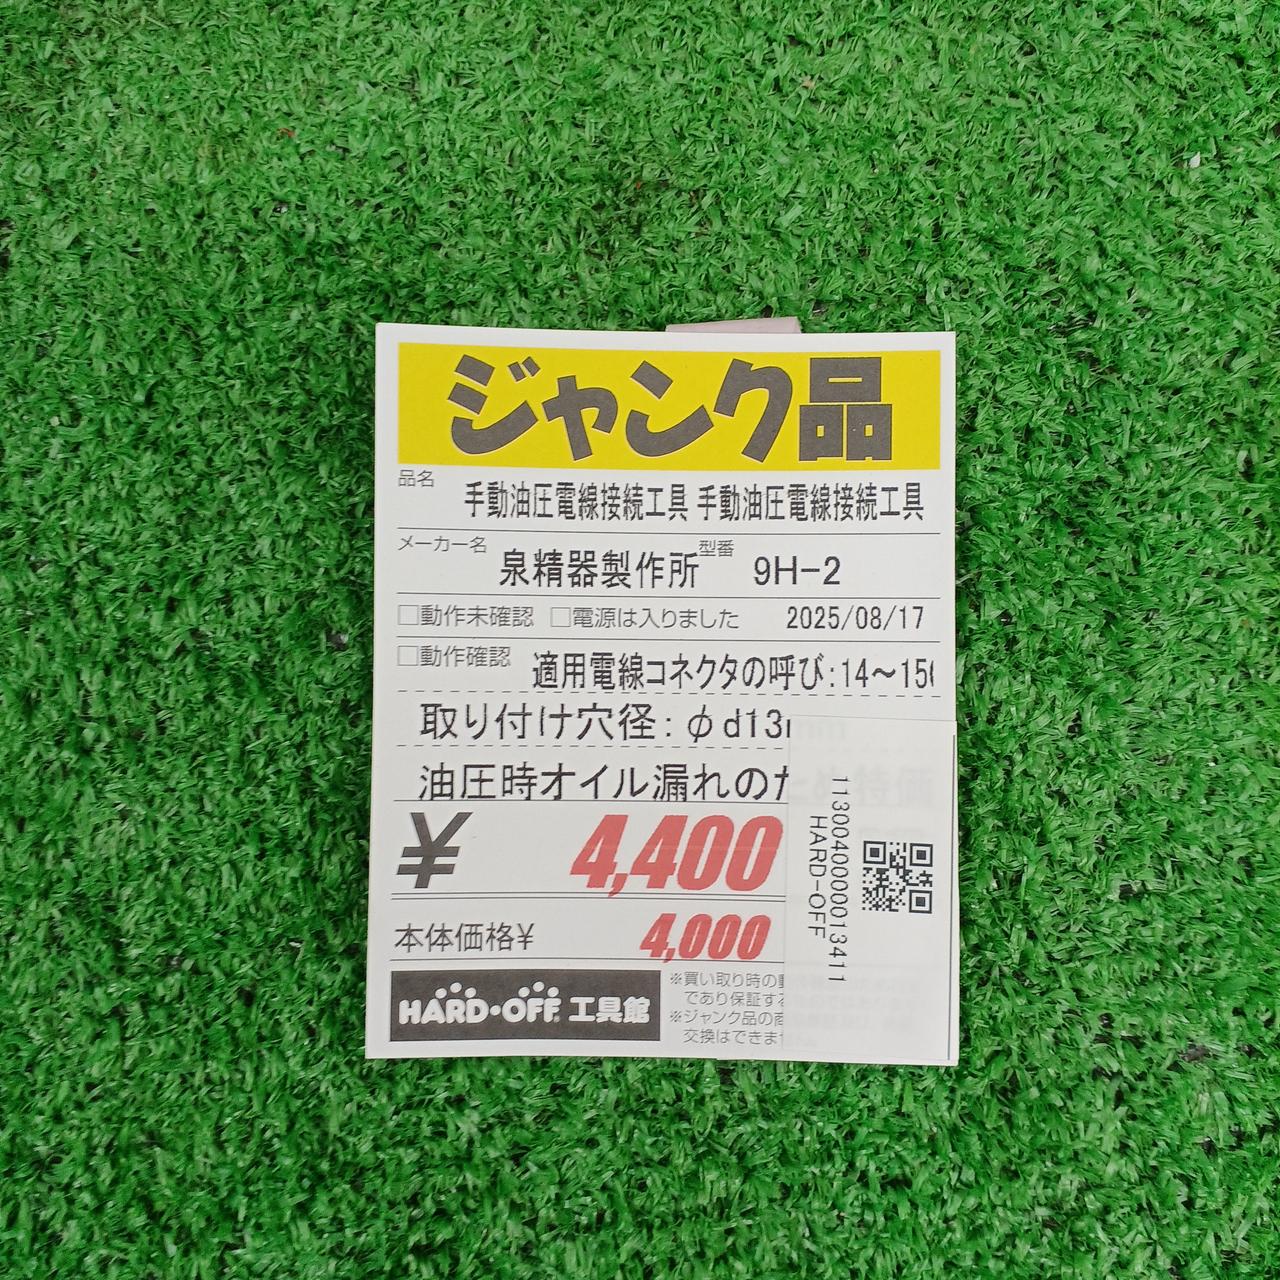 ジャンク品
品名
手動油圧電線接続工具 手動油圧電線接続工具
メーカー名 泉精器製作所 型番 9H-2
□動作未確認 □電源は入りました 2025/08/17
□動作確認 適用電線コネクタの呼び:14～15
取り付け穴径:φd13
油圧時オイル漏れの
¥ 4,400
本体価格¥ 4,000
HARD・OFF 工具館
※買い取り時の
であり保証す
※ジャンク品の
交換はできま
1130040000013411
HARD-OFF